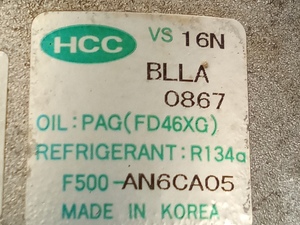 HCC VS 16N
BLLA
0867
OIL:PAG(FD46XG)
REFRIGERANT:R134a
F500-AN6CA05
MADE IN KOREA